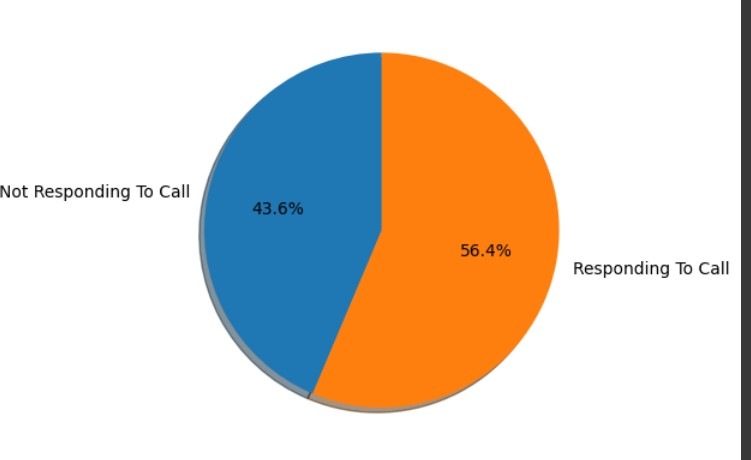 Not Responding To Call
43.6%
56.4%
Responding To Call